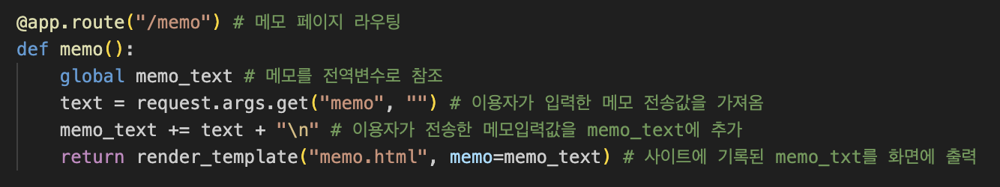 @app.route("/memo") # 메모 페이지 라우팅
def memo():
    global memo_text # 메모를 전역변수로 참조
    text = request.args.get("memo", "") # 이용자가 입력한 메모 전송값을 가져옴
    memo_text += text + "\n" # 이용자가 전송한 메모입력값을 memo_text에 추가
    return render_template("memo.html", memo=memo_text) # 사이트에 기록된 memo_txt를 화면에 출력